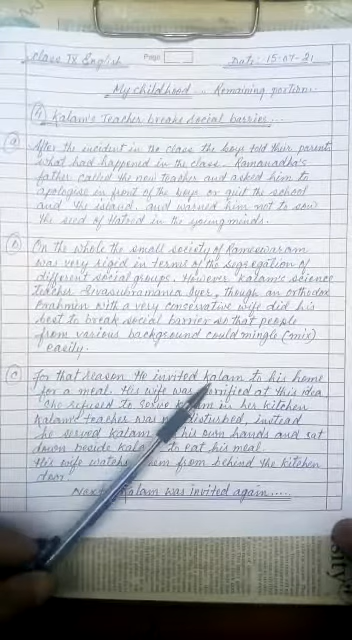 Class IX English Page Date: 15-07-21
My childhood... Remaining portion:
4) Kalam's Teacher breaks social barries...
a) After the incident in the class the boys told their parents
what had happened in the class. Ramanadha's
father called the new teacher and asked him to
apologise in front of the boys or quit the school
and the island. and warned him not to sow
the seed of Hatred in the young minds.
b) On the whole the small society of Rameswaram
was very rigid in terms of the segregation of
different social groups. However kalam's science
Teacher Sivasubramania Iyer, though an orthodox
Brahmin with a very conservative wife did his
best to break social barrier so that people
from various background could mingle (mix)
easily.
c) for that reason He invited kalam to his home
for a meal. His wife was horrified at this idea
She refused to serve in her kitchen
Kalam's teacher was disturbed, instead
he served kalam his own hands and sat
down beside to eat his meal.
His wife watch them from behind the kitchen
door.
Next kalam was invited again......